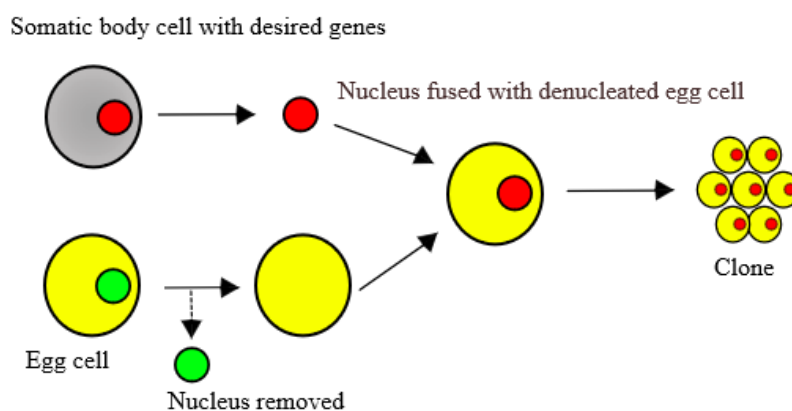 Somatic body cell with desired genes
Nucleus fused with denucleated egg cell
Clone
Egg cell
Nucleus removed